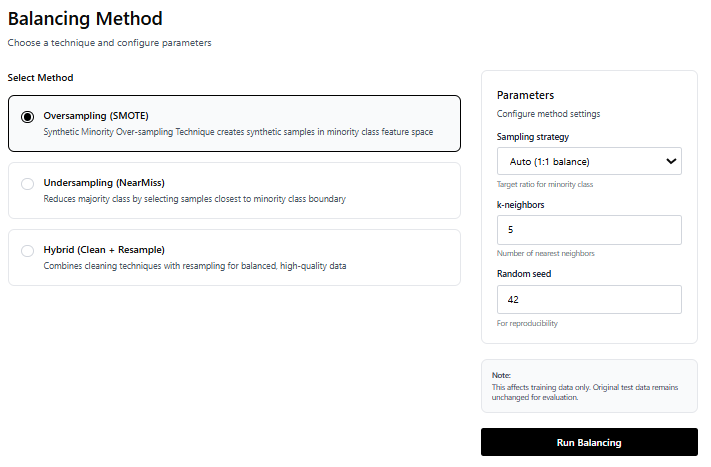 Balancing Method
Choose a technique and configure parameters
Select Method
Oversampling (SMOTE)
Synthetic Minority Over-sampling Technique creates synthetic samples in minority class feature space
Undersampling (NearMiss)
Reduces majority class by selecting samples closest to minority class boundary
Hybrid (Clean + Resample)
Combines cleaning techniques with resampling for balanced, high-quality data
Parameters
Configure method settings
Sampling strategy
Auto (1:1 balance)
Target ratio for minority class
k-neighbors
5
Number of nearest neighbors
Random seed
42
For reproducibility
Note:
This affects training data only. Original test data remains
unchanged for evaluation.
Run Balancing